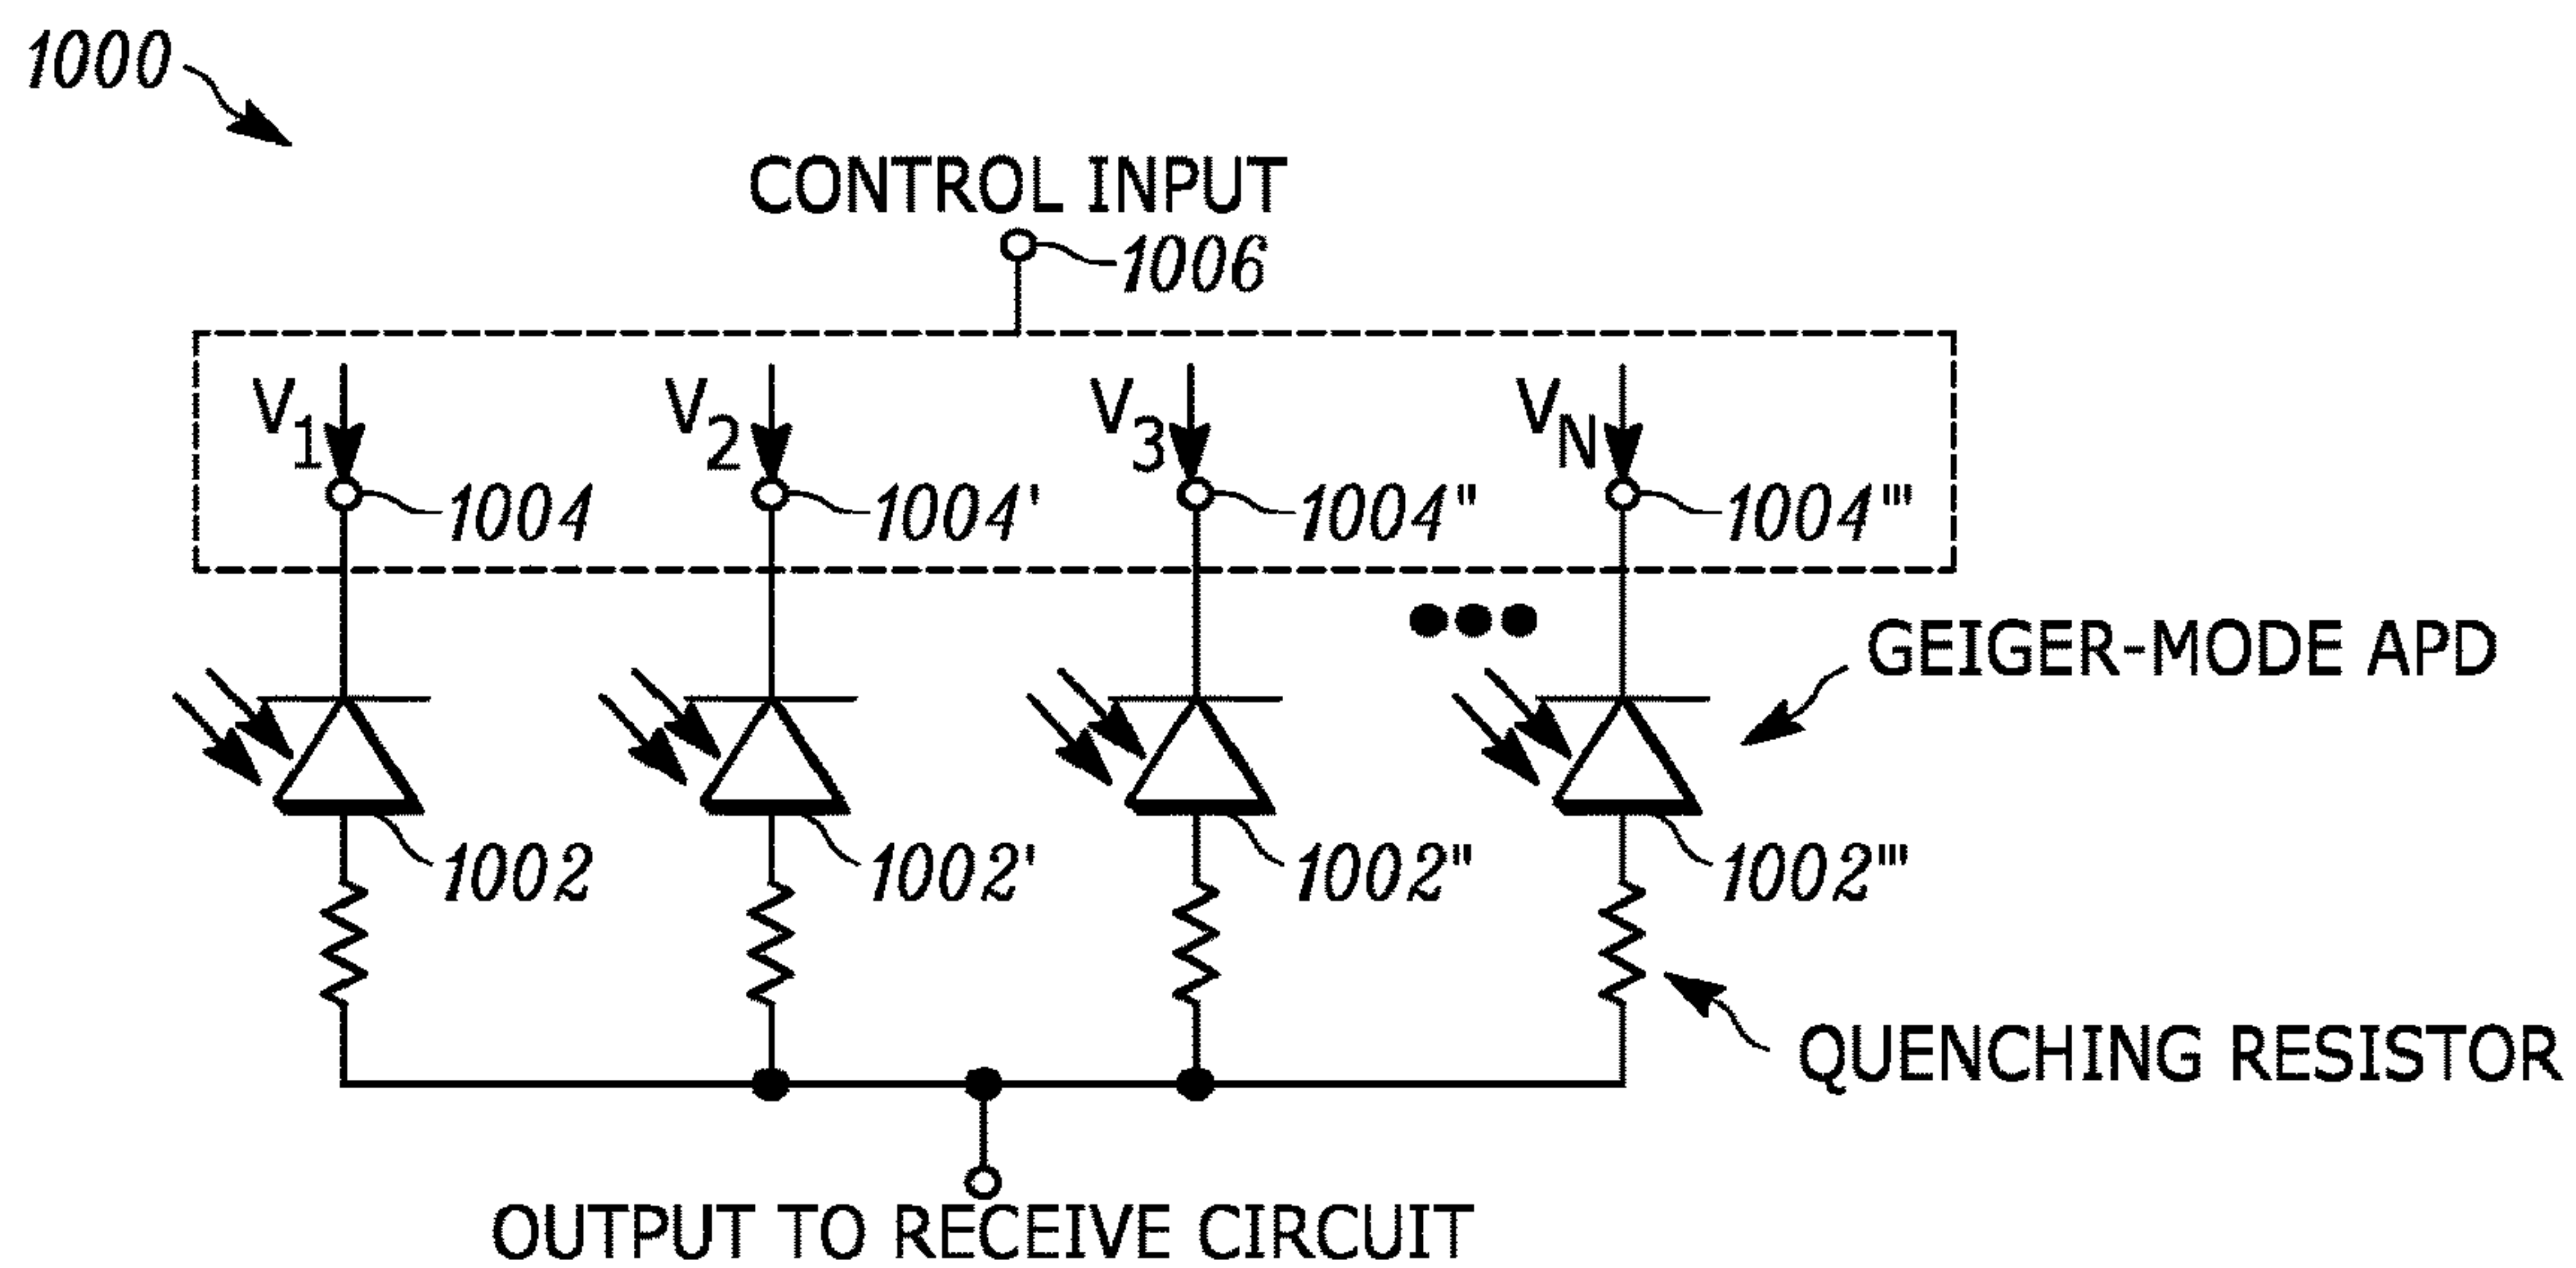 1000
CONTROL INPUT
1006
V1 V2 V3 VN
1004 1004' 1004" 1004"'
GEIGER-MODE APD
1002 1002' 1002" 1002"'
QUENCHING RESISTOR
OUTPUT TO RECEIVE CIRCUIT